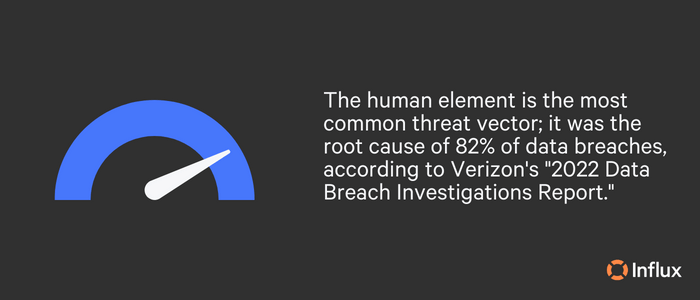 The human element is the most
common threat vector; it was the
root cause of 82% of data breaches,
according to Verizon's "2022 Data
Breach Investigations Report."
Influx